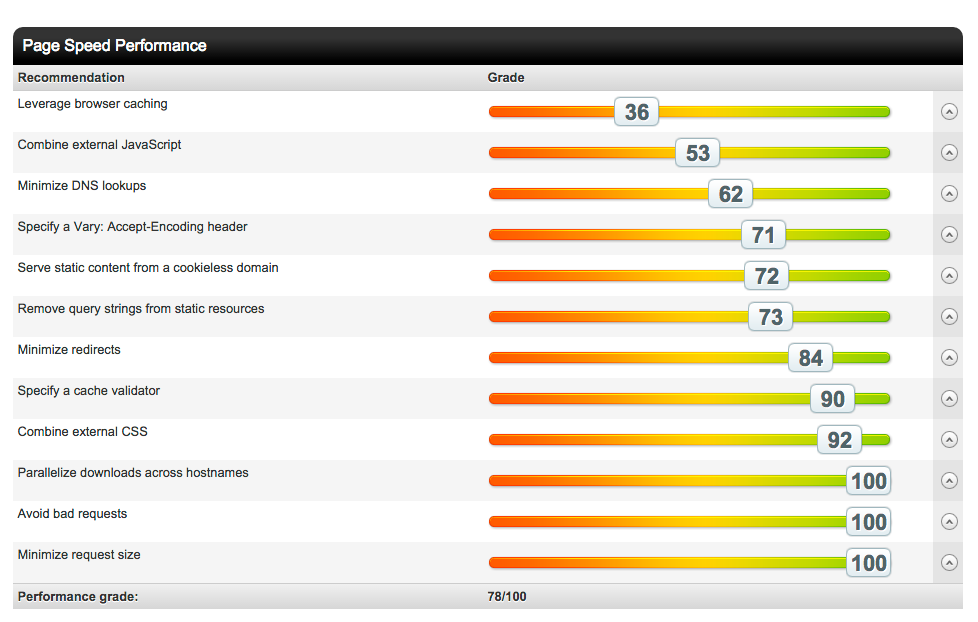 Page Speed Performance
Recommendation Grade
Leverage browser caching 36
Combine external JavaScript 53
Minimize DNS lookups 62
Specify a Vary: Accept-Encoding header 71
Serve static content from a cookieless domain 72
Remove query strings from static resources 73
Minimize redirects 84
Specify a cache validator 90
Combine external CSS 92
Parallelize downloads across hostnames 100
Avoid bad requests 100
Minimize request size 100
Performance grade: 78/100